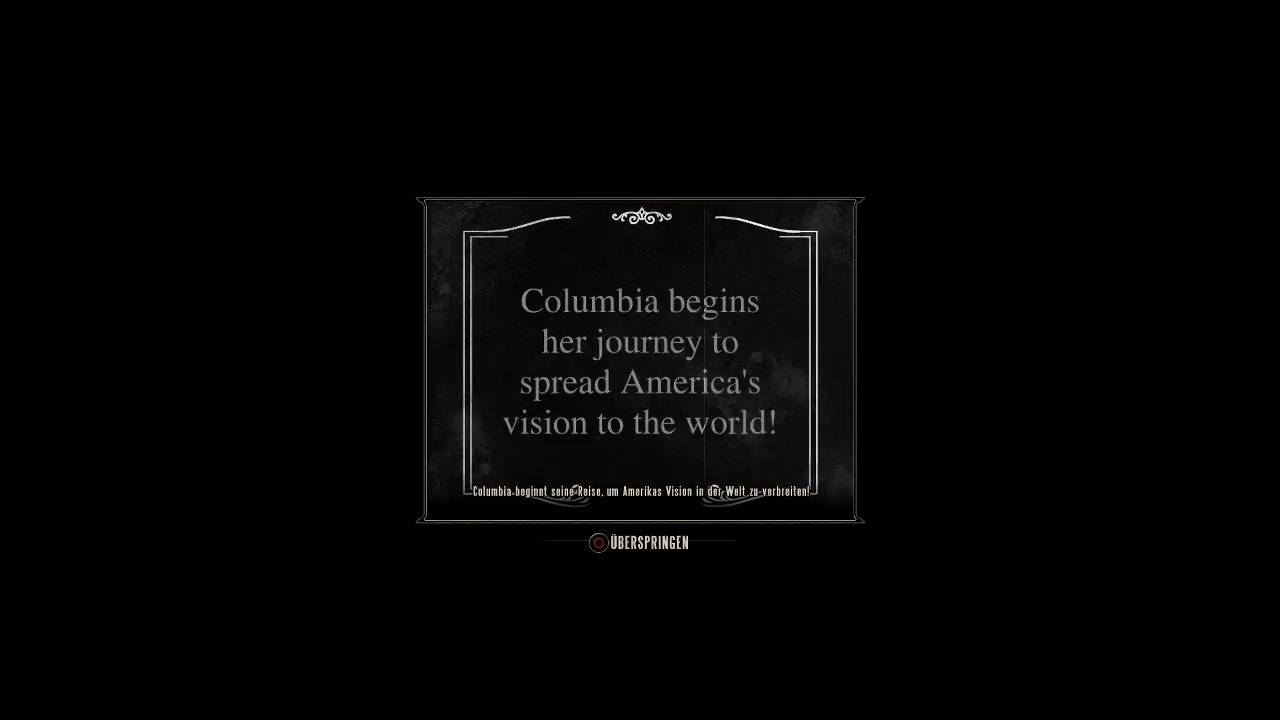 Columbia begins
her journey to
spread America's
vision to the world!
Columbia beginnt seine Reise, um Amerikas Vision in der Welt zu verbreiten!
ÜBERSPRINGEN